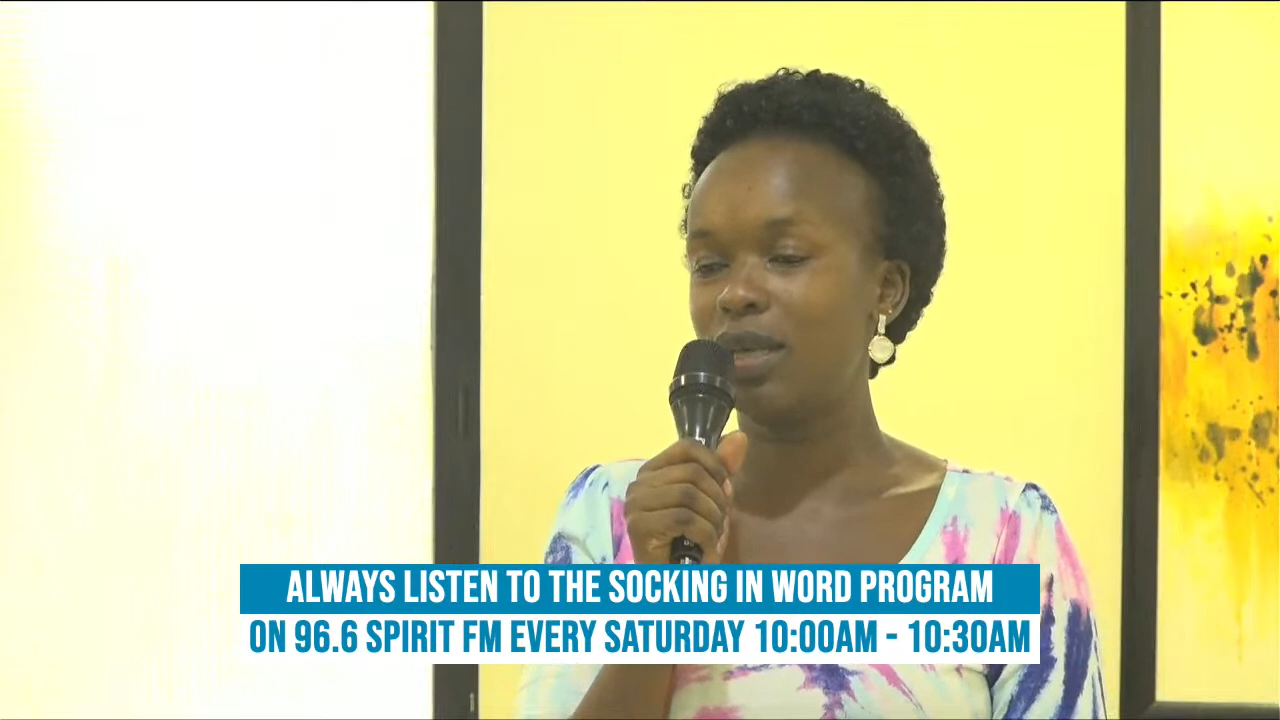 ALWAYS LISTEN TO THE SOCKING IN WORD PROGRAM
ON 96.6 SPIRIT FM EVERY SATURDAY 10:00AM - 10:30AM